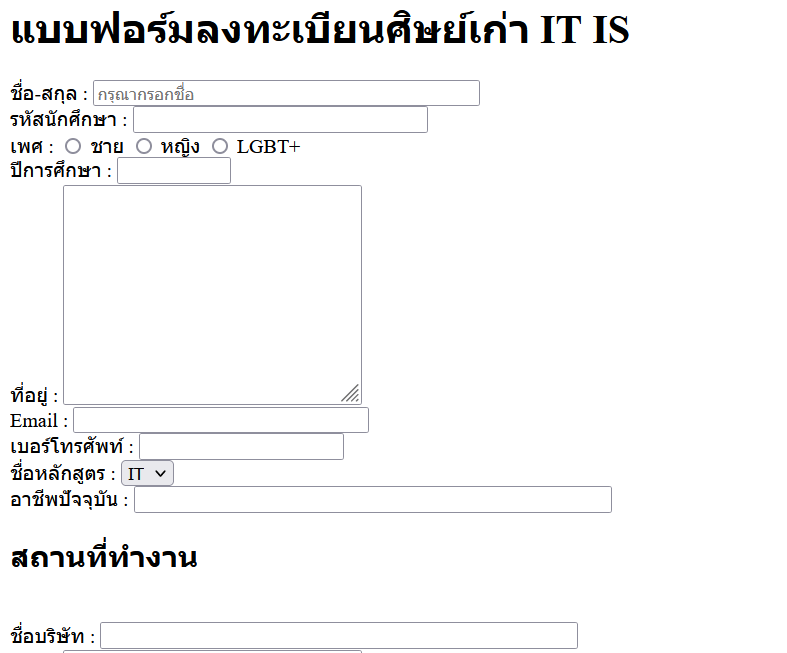 แบบฟอร์มลงทะเบียนศิษย์เก่า IT IS
ชื่อ-สกุล : กรุณากรอกชื่อ
รหัสนักศึกษา :
เพศ : ชาย หญิง LGBT+
ปีการศึกษา :
ที่อยู่ :
Email :
เบอร์โทรศัพท์ :
ชื่อหลักสูตร : IT
อาชีพปัจจุบัน :
สถานที่ทำงาน
ชื่อบริษัท :